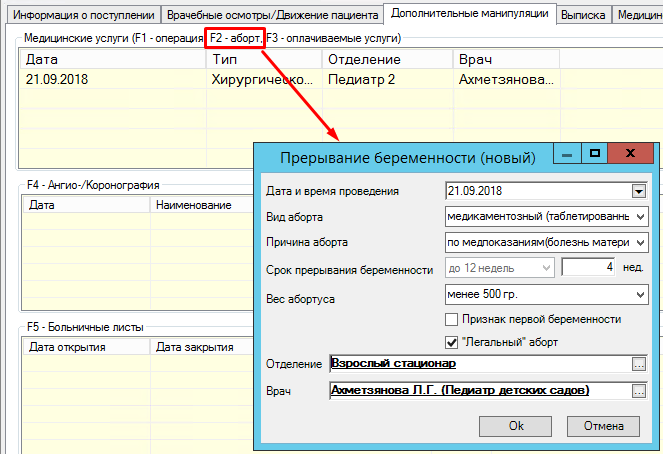 Информация о поступлении Врачебные осмотры/Движение пациента Дополнительные манипуляции Выписка Медицин
Медицинские услуги (F1 - операция, F2 - аборт, F3 - оплачиваемые услуги)
Дата Тип Отделение Врач
21.09.2018 Хирургическо... Педиатр 2 Ахметзянова...
Прерывание беременности (новый)
F4 - Ангио-/Коронография
Дата Наименование
Дата и время проведения 21.09.2018
Вид аборта медикаментозный (таблетированнь
Причина аборта по медпоказаниям(болезнь матери
Срок прерывания беременности до 12 недель 4 нед.
Вес абортуса менее 500 гр.
Признак первой беременности
"Легальный" аборт
F5 - Больничные листы
Дата открытия Дата закрытия
Отделение Взрослый стационар ...
Врач Ахметзянова Л.Г. (Педиатр детских садов) ...
Ok Отмена